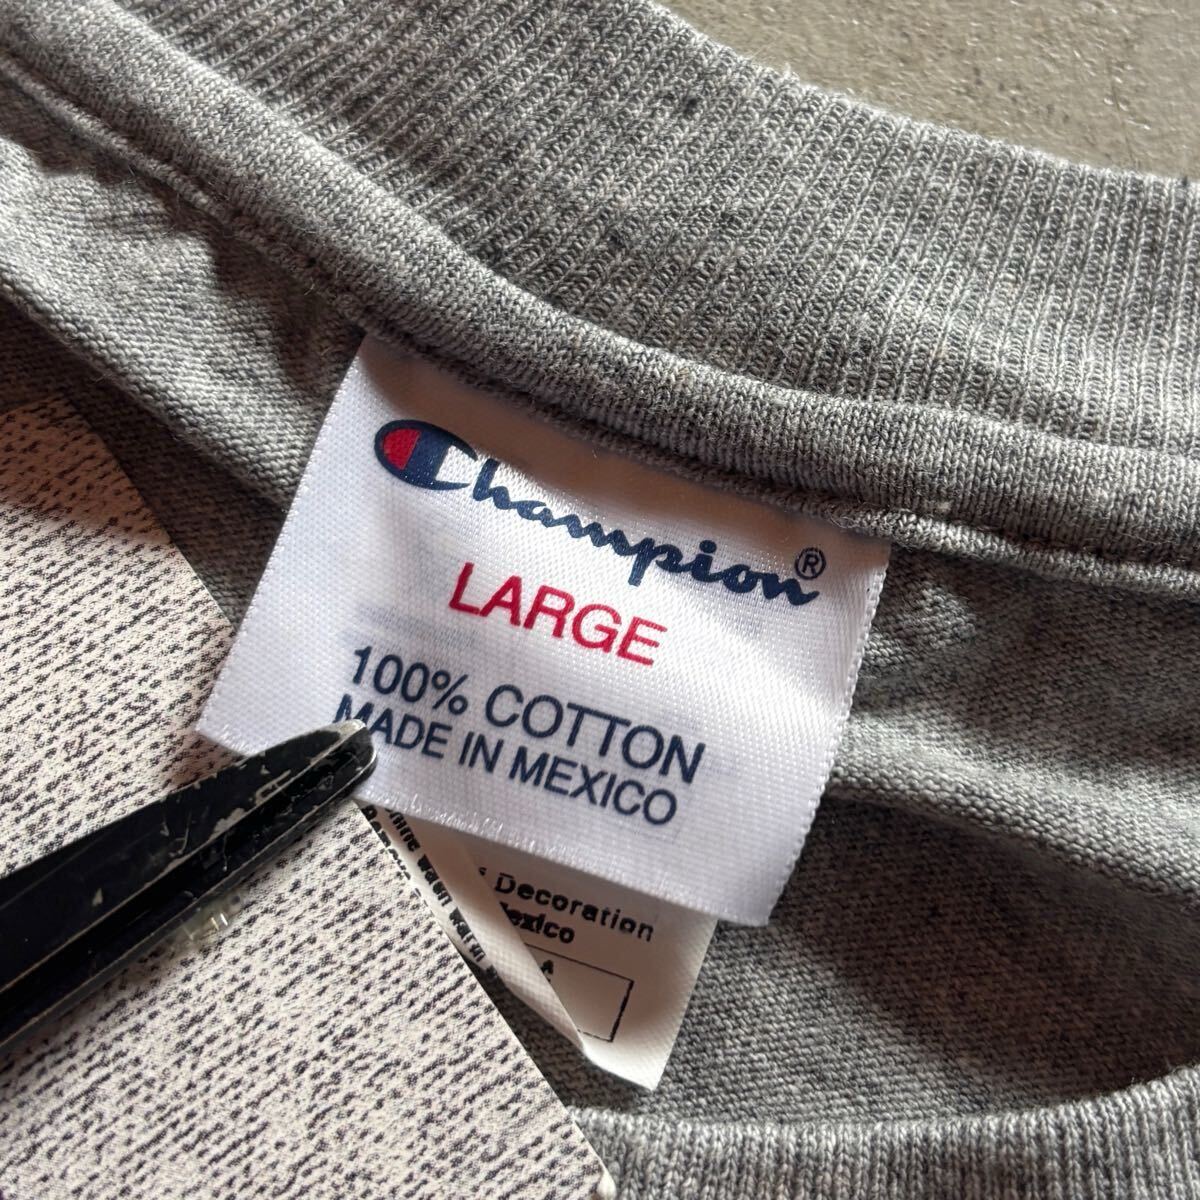 Champion®
LARGE
100% COTTON
MADE IN MEXICO
Decoration
Mexico
A